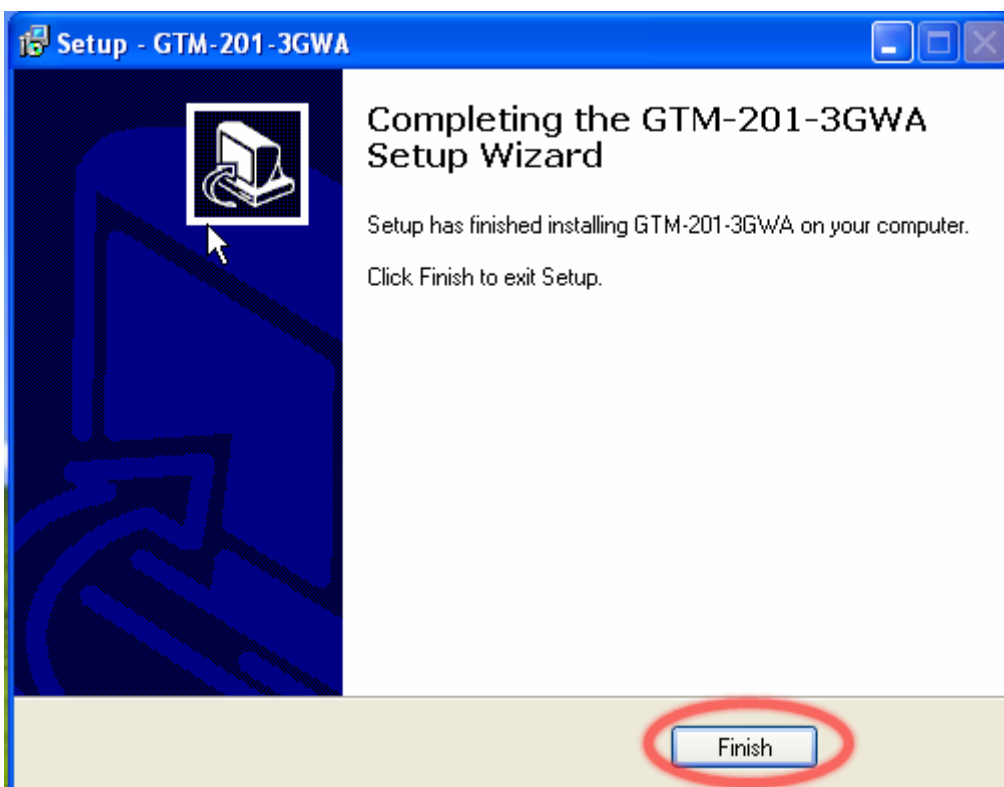 Setup - GTM-201-3GWA
Completing the GTM-201-3GWA
Setup Wizard
Setup has finished installing GTM-201-3GWA on your computer.
Click Finish to exit Setup.
Finish